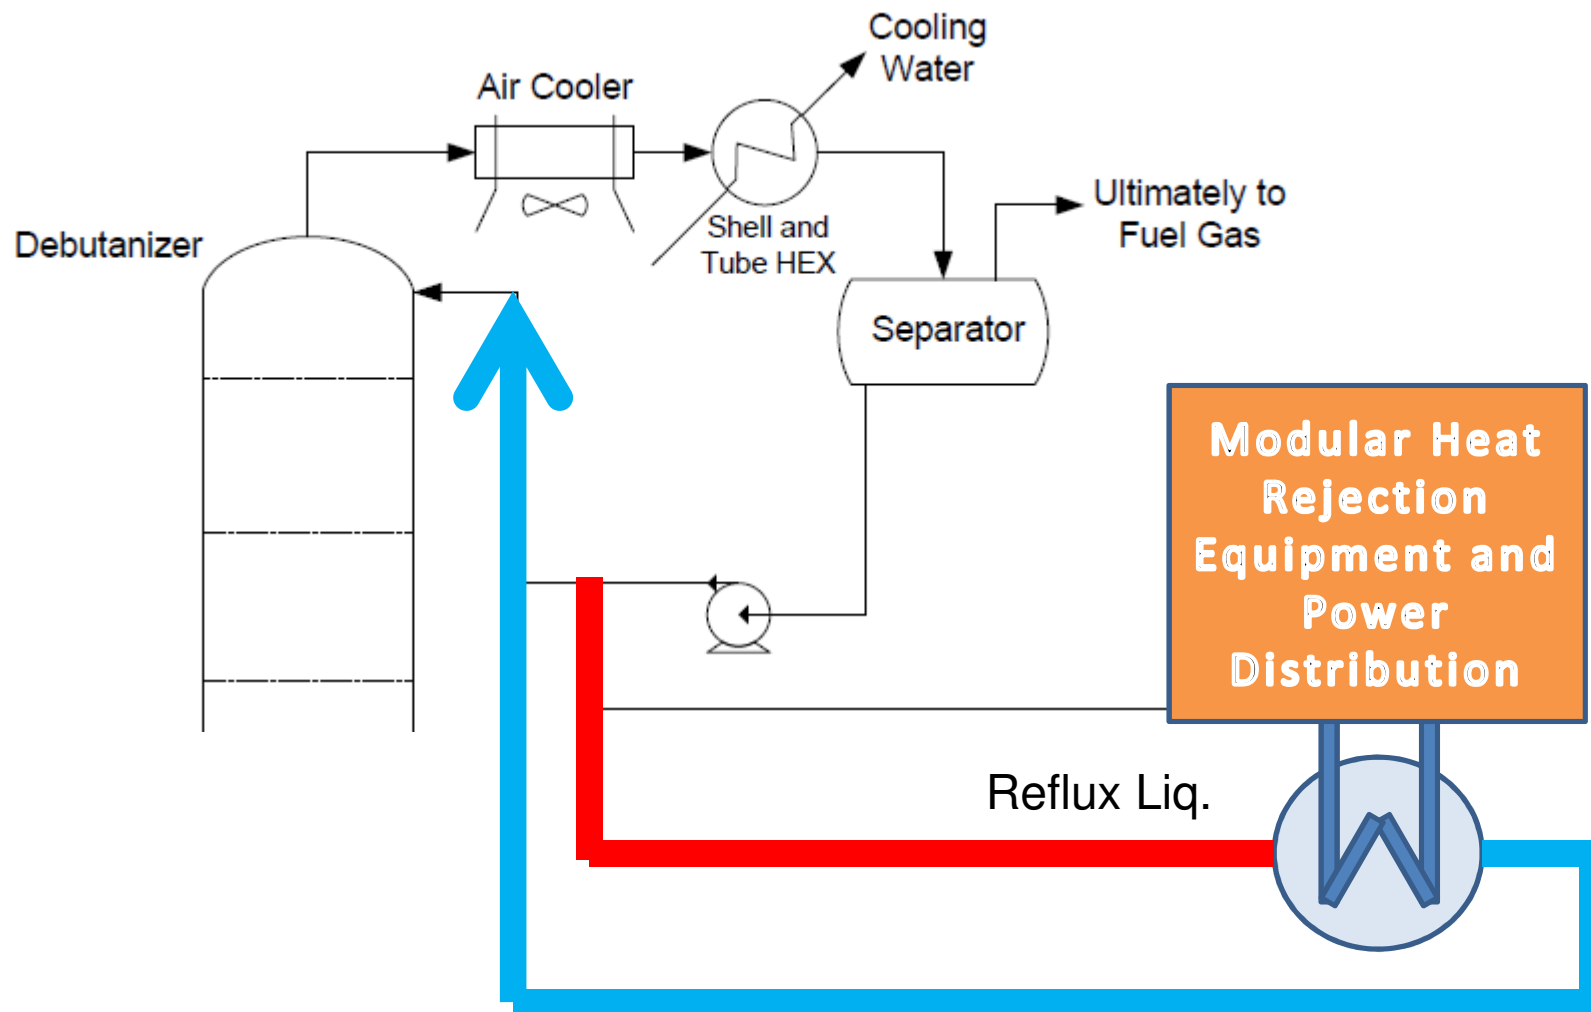 Cooling
Water
Air Cooler
Shell and
Tube HEX
Ultimately to
Fuel Gas
Debutanizer
Separator
Modular Heat
Rejection
Equipment and
Power
Distribution
Reflux Liq.